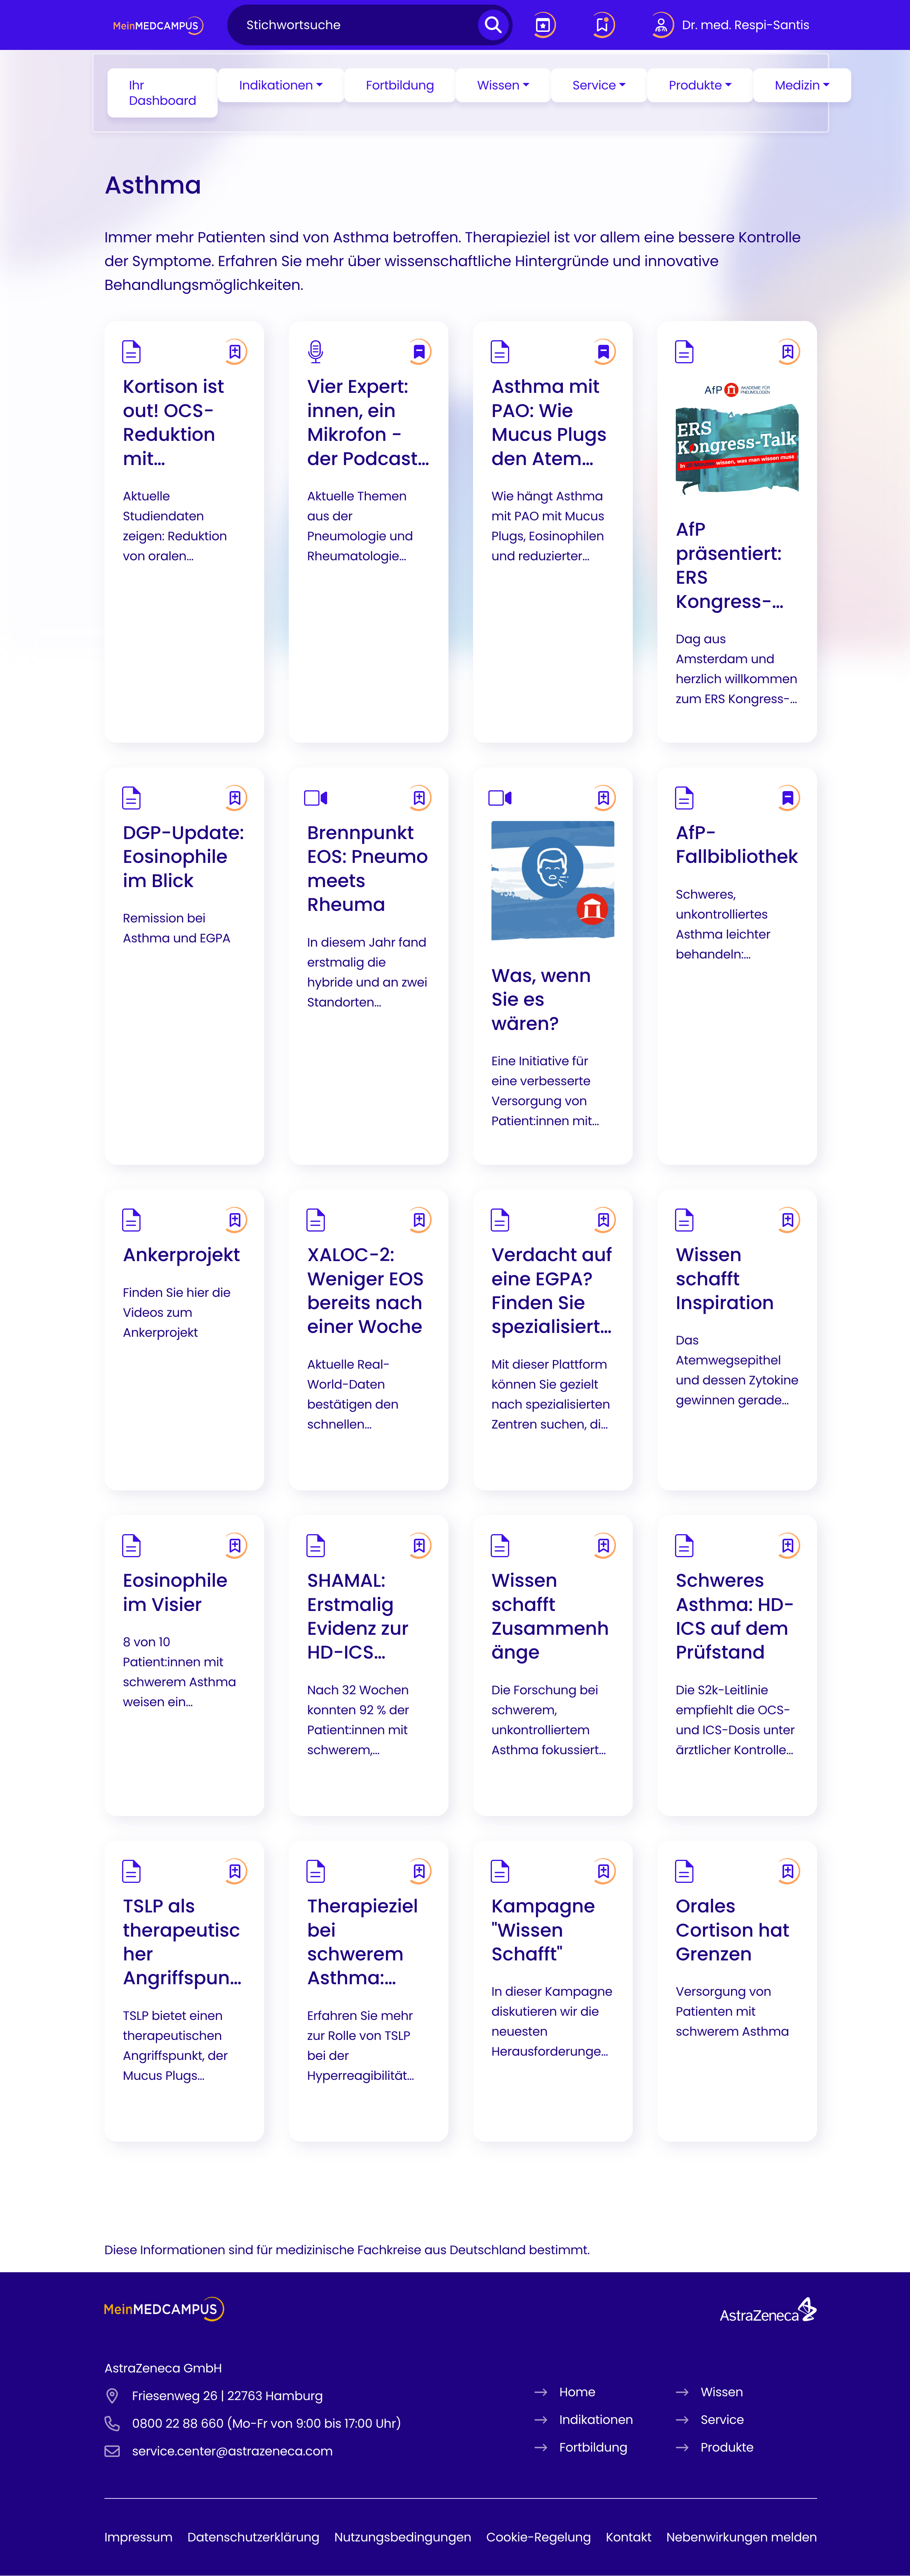 MeinMEDCAMPUS
Stichwortsuche
Dr. med. Respi-Santis
Ihr
Dashboard
Indikationen
Fortbildung
Wissen
Service
Produkte
Medizin
Asthma
Immer mehr Patienten sind von Asthma betroffen. Therapieziel ist vor allem eine bessere Kontrolle
der Symptome. Erfahren Sie mehr über wissenschaftliche Hintergründe und innovative
Behandlungsmöglichkeiten.
Kortison ist
out! OCS-
Reduktion
mit...
Aktuelle
Studiendaten
zeigen: Reduktion
von oralen...
Vier Expert:
innen, ein
Mikrofon -
der Podcast...
Aktuelle Themen
aus der
Pneumologie und
Rheumatologie...
Asthma mit
PAO: Wie
Mucus Plugs
den Atem...
Wie hängt Asthma
mit PAO mit Mucus
Plugs, Eosinophilen
und reduzierter...
AfP
AKADEMIE FÜR
PNEUMOLOGIE
ERS
Kongress-Talk
wissen, was man wissen muss
AfP
präsentiert:
ERS
Kongress-...
Dag aus
Amsterdam und
herzlich willkommen
zum ERS Kongress-...
DGP-Update:
Eosinophile
im Blick
Remission bei
Asthma und EGPA
Brennpunkt
EOS: Pneumo
meets
Rheuma
In diesem Jahr fand
erstmalig die
hybride und an zwei
Standorten...
Was, wenn
Sie es
wären?
Eine Initiative für
eine verbesserte
Versorgung von
Patient:innen mit...
AfP-
Fallbibliothek
Schweres,
unkontrolliertes
Asthma leichter
behandeln:...
Ankerprojekt
Finden Sie hier die
Videos zum
Ankerprojekt
XALOC-2:
Weniger EOS
bereits nach
einer Woche
Aktuelle Real-
World-Daten
bestätigen den
schnellen...
Verdacht auf
eine EGPA?
Finden Sie
spezialisiert...
Mit dieser Plattform
können Sie gezielt
nach spezialisierten
Zentren suchen, di...
Wissen
schafft
Inspiration
Das
Atemwegsepithel
und dessen Zytokine
gewinnen gerade...
Eosinophile
im Visier
8 von 10
Patient:innen mit
schwerem Asthma
weisen ein...
SHAMAL:
Erstmalig
Evidenz zur
HD-ICS...
Nach 32 Wochen
konnten 92 % der
Patient:innen mit
schwerem,...
Wissen
schafft
Zusammenh
änge
Die Forschung bei
schwerem,
unkontrolliertem
Asthma fokussiert...
Schweres
Asthma: HD-
ICS auf dem
Prüfstand
Die S2k-Leitlinie
empfiehlt die OCS-
und ICS-Dosis unter
ärztlicher Kontrolle...
TSLP als
therapeutisc
her
Angriffspun...
TSLP bietet einen
therapeutischen
Angriffspunkt, der
Mucus Plugs...
Therapieziel
bei
schwerem
Asthma:...
Erfahren Sie mehr
zur Rolle von TSLP
bei der
Hyperreagibilität...
Kampagne
"Wissen
Schafft"
In dieser Kampagne
diskutieren wir die
neuesten
Herausforderunge...
Orales
Cortison hat
Grenzen
Versorgung von
Patienten mit
schwerem Asthma
Diese Informationen sind für medizinische Fachkreise aus Deutschland bestimmt.
MeinMEDCAMPUS
AstraZeneca
AstraZeneca GmbH
Friesenweg 26 | 22763 Hamburg
0800 22 88 660 (Mo-Fr von 9:00 bis 17:00 Uhr)
service.center@astrazeneca.com
Home
Indikationen
Fortbildung
Wissen
Service
Produkte
Impressum
Datenschutzerklärung
Nutzungsbedingungen
Cookie-Regelung
Kontakt
Nebenwirkungen melden